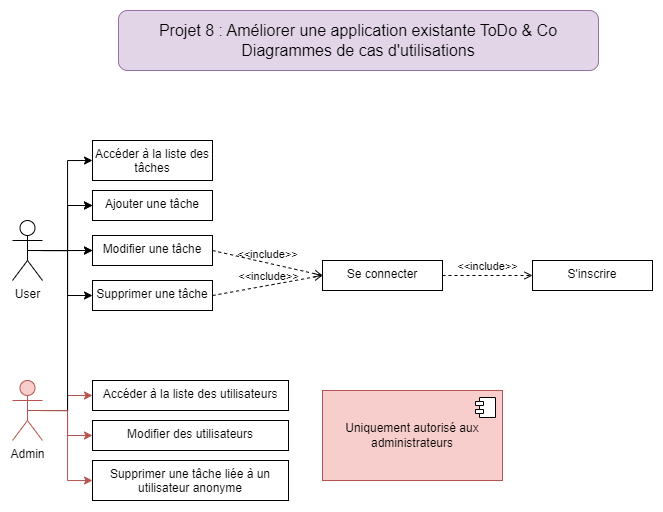 Projet 8 : Améliorer une application existante ToDo & Co
Diagrammes de cas d'utilisations
Accéder à la liste des
tâches
Ajouter une tâche
Modifier une tâche
Supprimer une tâche
User
<<include>>
<<include>>
Se connecter
<<include>>
S'inscrire
Admin
Accéder à la liste des utilisateurs
Modifier des utilisateurs
Supprimer une tâche liée à un
utilisateur anonyme
Uniquement autorisé aux
administrateurs